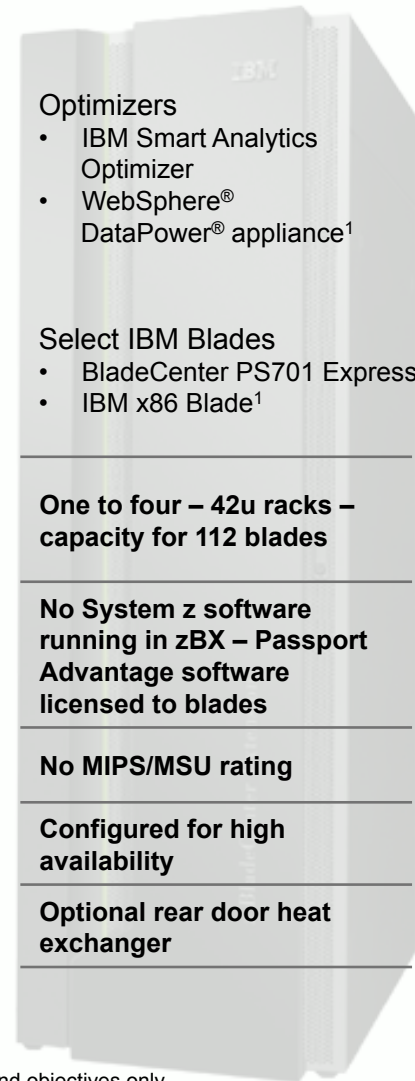 IBM
Optimizers
• IBM Smart Analytics
Optimizer
• WebSphere®
DataPower® appliance¹
Select IBM Blades
• BladeCenter PS701 Express
• IBM x86 Blade¹
One to four – 42u racks –
capacity for 112 blades
No System z software
running in zBX – Passport
Advantage software
licensed to blades
No MIPS/MSU rating
Configured for high
availability
Optional rear door heat
exchanger
nd objectives only